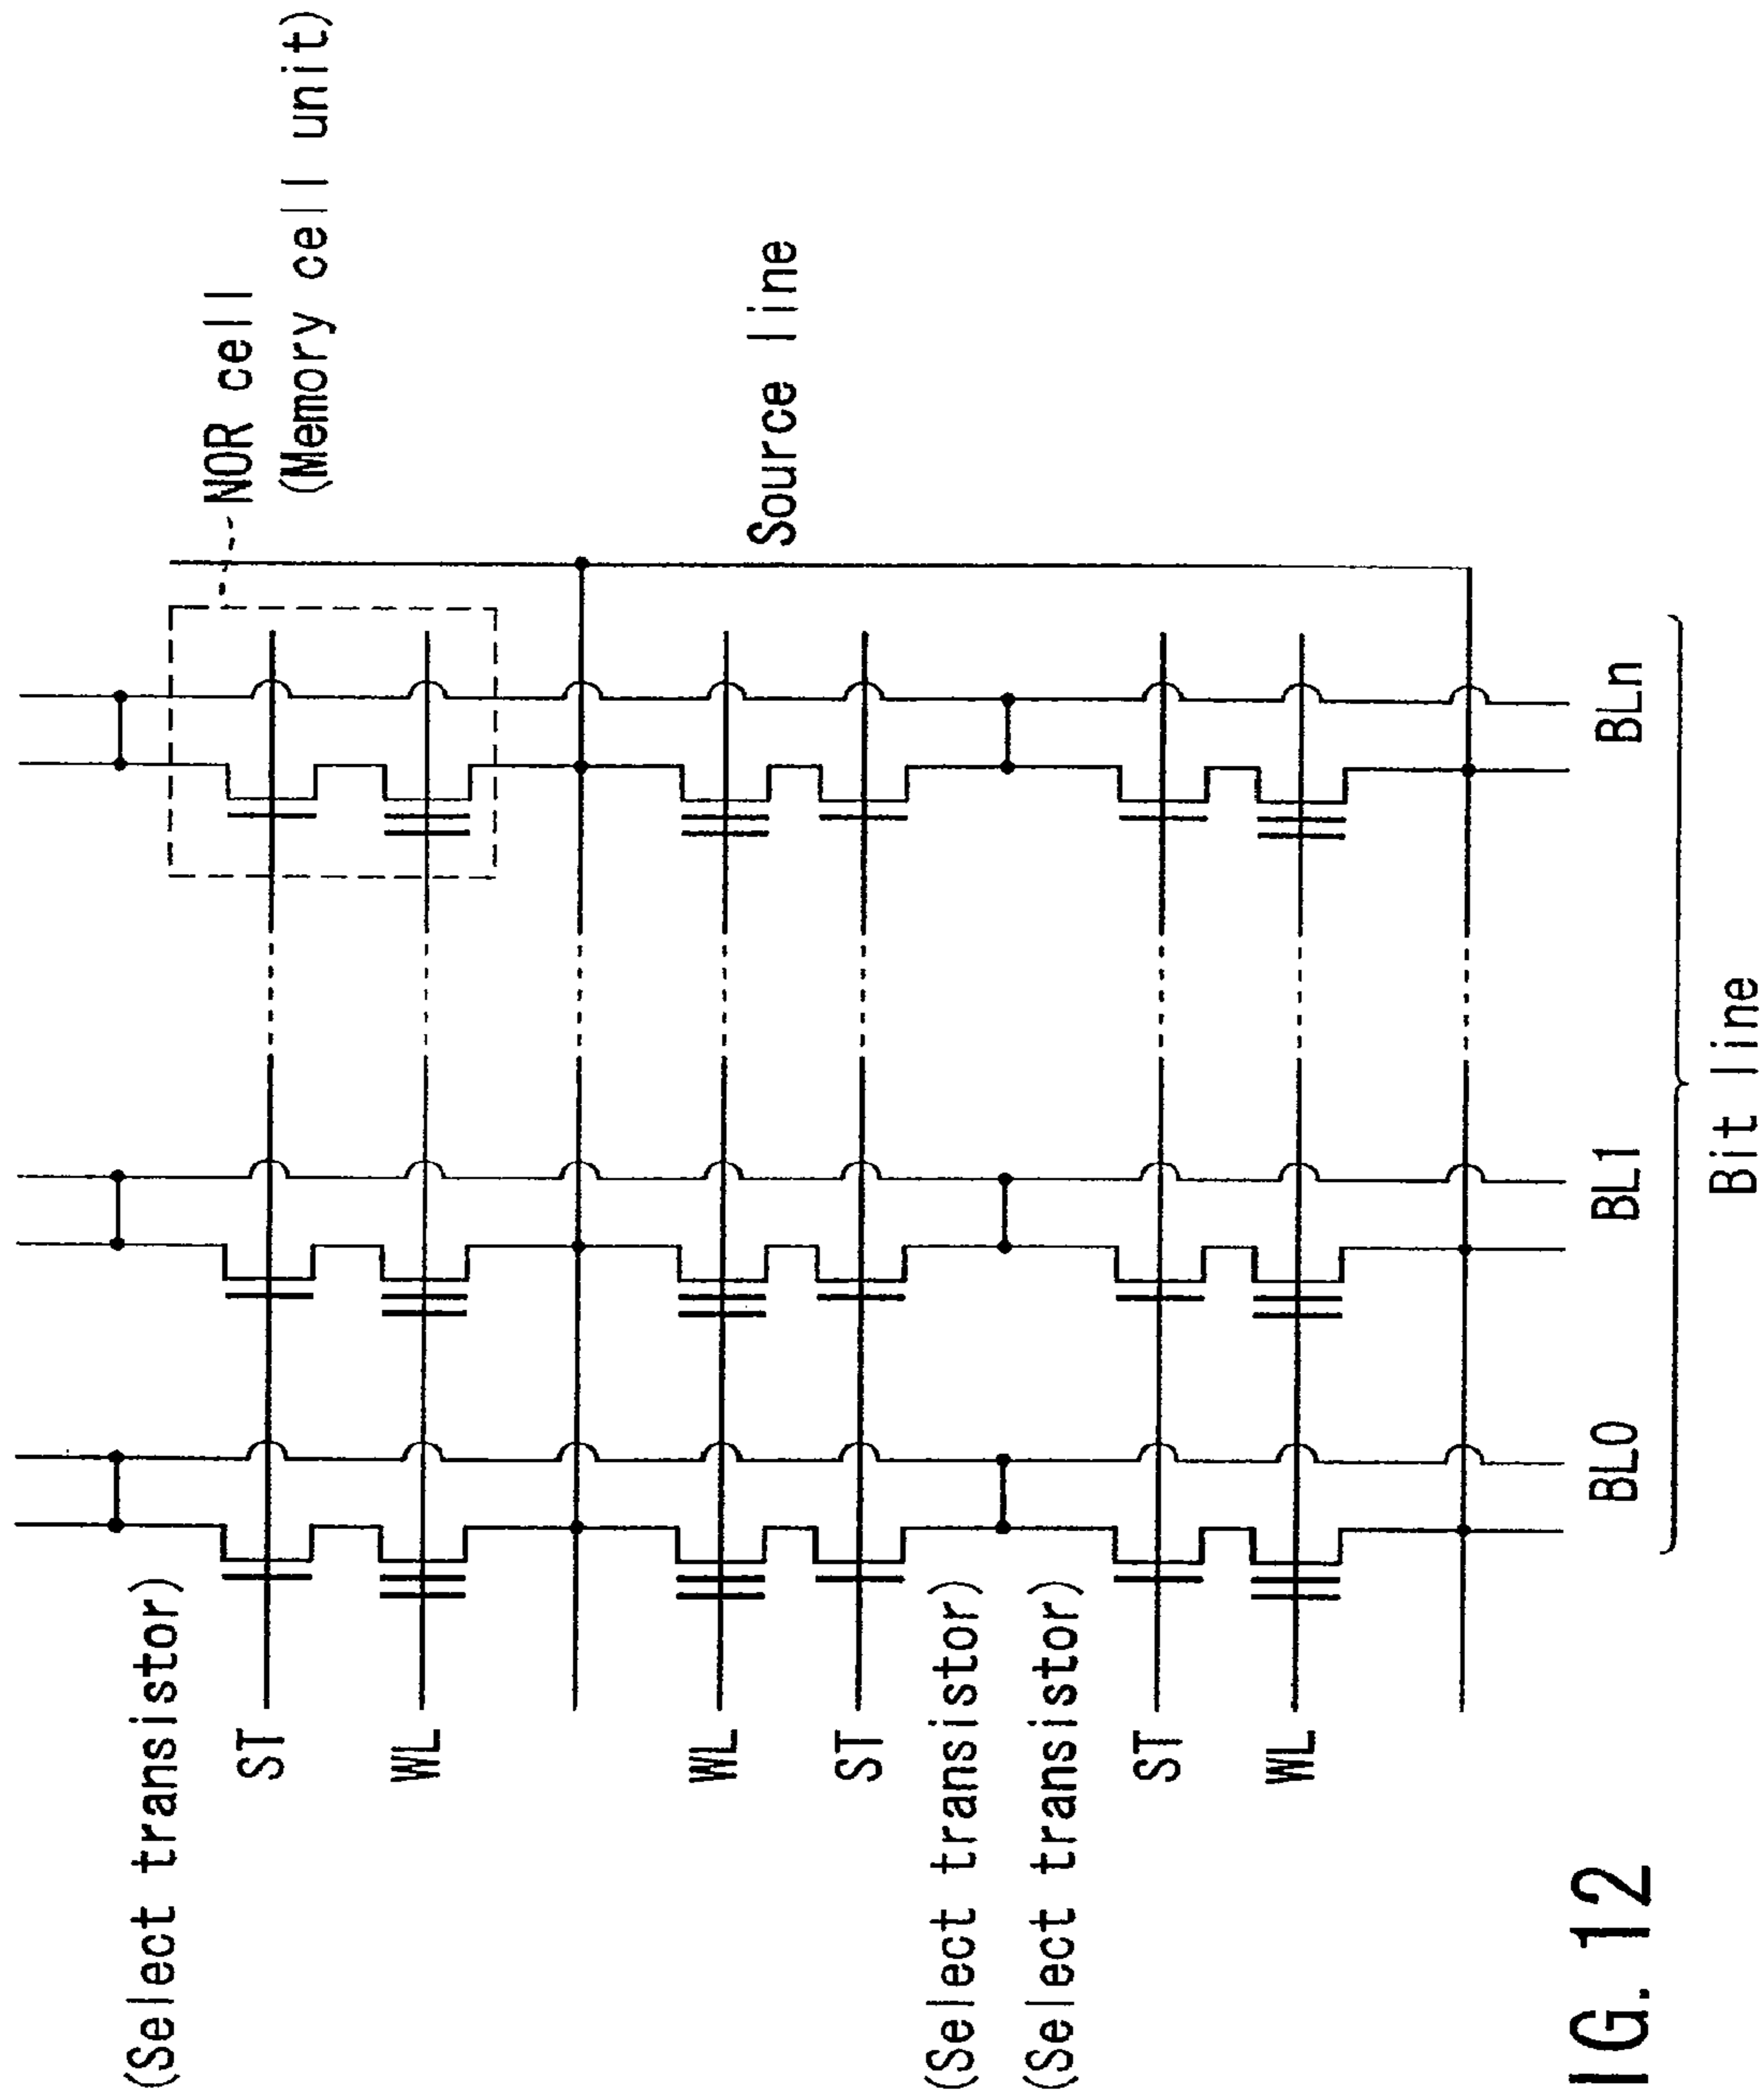 (Select transistor)
ST
WL
WL
ST
(Select transistor)
(Select transistor)
ST
WL
NOR cell
(Memory cell unit)
Source line
BL0
BL1
BLn
Bit line
IG. 12